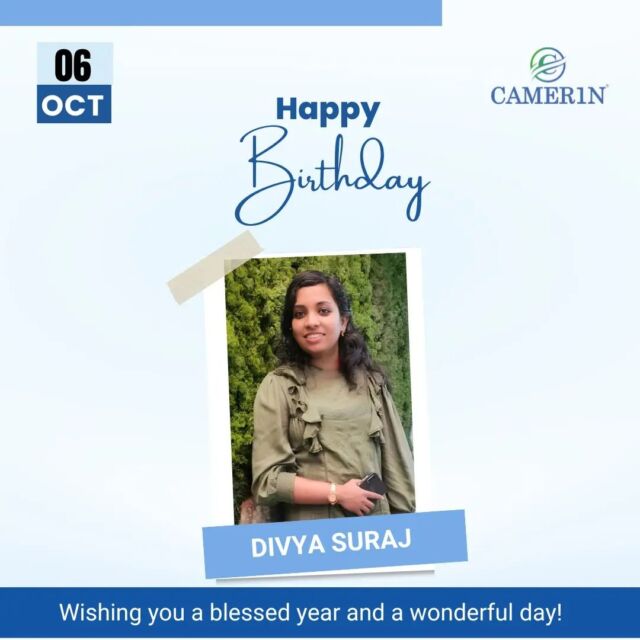 06
OCT
CAMER1N
Happy
Birthday
DIVYA SURAJ
Wishing you a blessed year and a wonderful day!